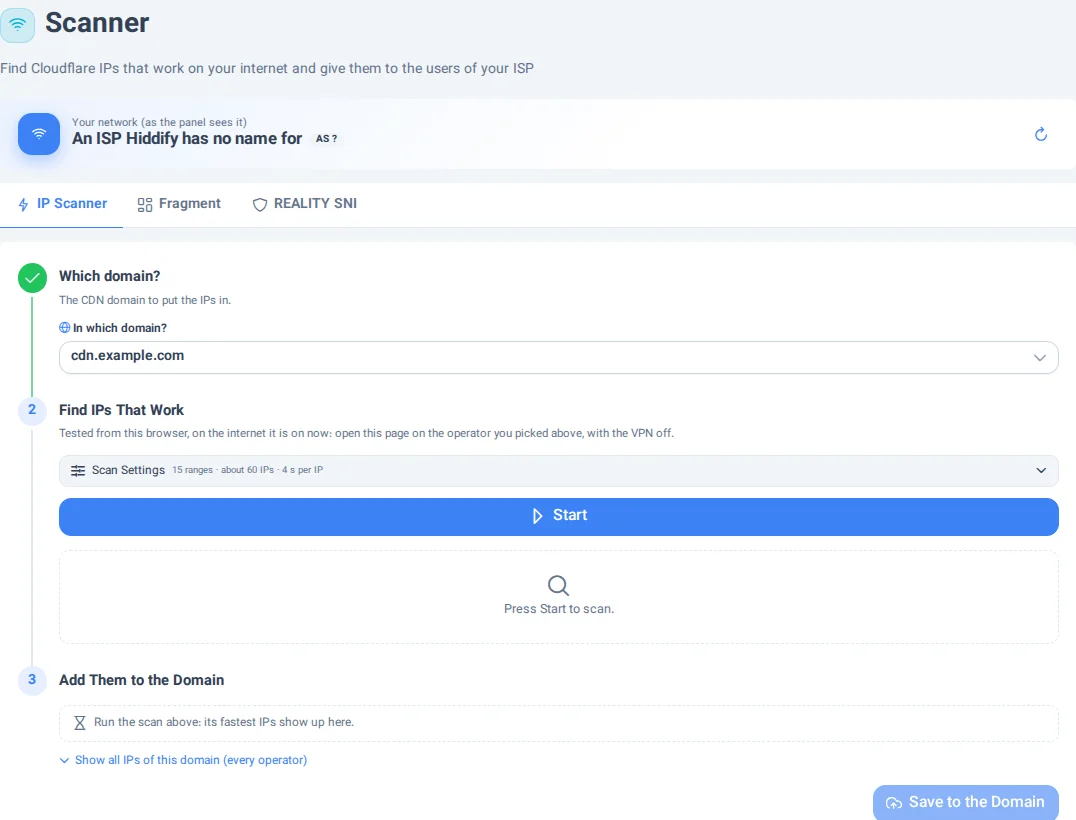 Scanner
Find Cloudflare IPs that work on your internet and give them to the users of your ISP
Your network (as the panel sees it)
An ISP Hiddify has no name for AS ?
IP Scanner Fragment REALITY SNI
Which domain?
The CDN domain to put the IPs in.
In which domain?
cdn.example.com
2 Find IPs That Work
Tested from this browser, on the internet it is on now: open this page on the operator you picked above, with the VPN off.
Scan Settings 15 ranges · about 60 IPs · 4 s per IP
Start
Press Start to scan.
3 Add Them to the Domain
Run the scan above: its fastest IPs show up here.
Show all IPs of this domain (every operator)
Save to the Domain